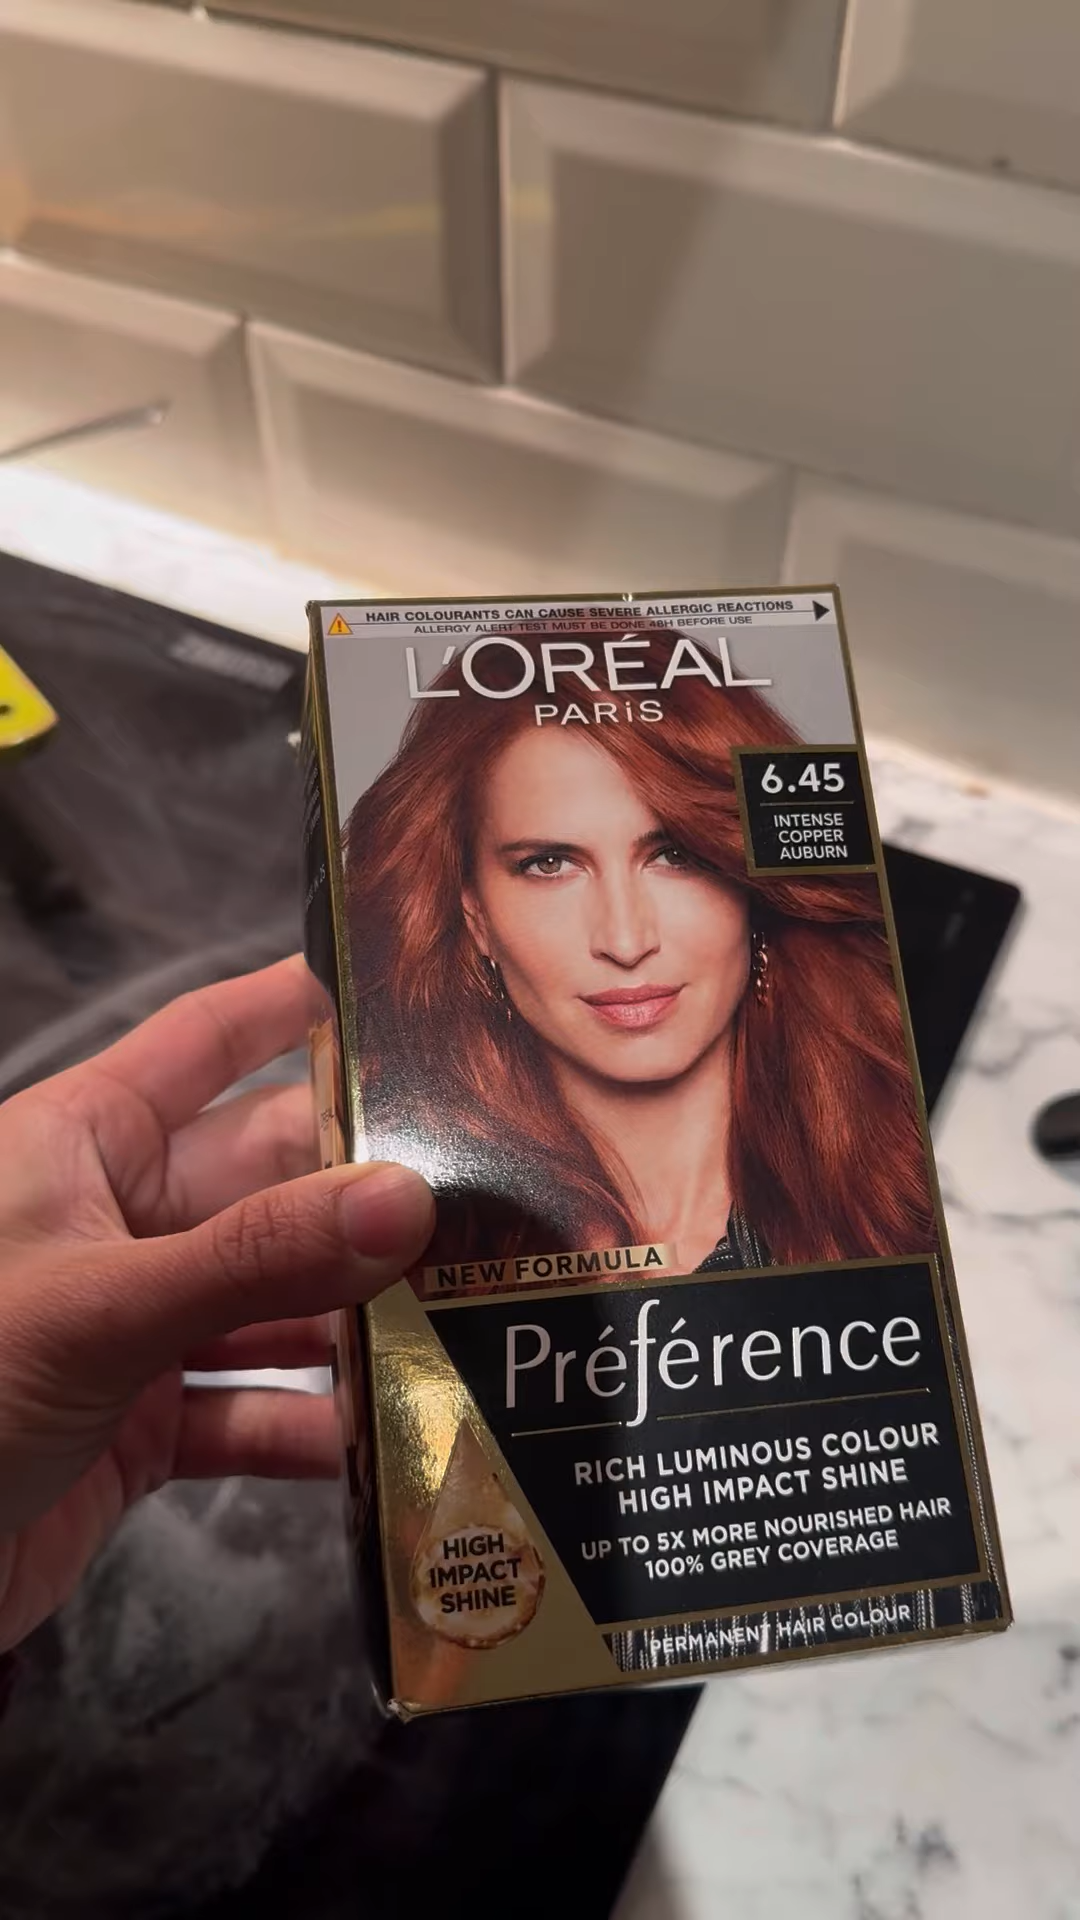 HAIR COLOURANTS CAN CAUSE SEVERE ALLERGIC REACTIONS
ALLERGY ALERT TEST MUST BE DONE 48H BEFORE USE
L'ORÉAL
PARiS
6.45
INTENSE
COPPER
AUBURN
NEW FORMULA
Préférence
RICH LUMINOUS COLOUR
HIGH IMPACT SHINE
UP TO 5X MORE NOURISHED HAIR
100% GREY COVERAGE
HIGH
IMPACT
SHINE
PERMANENT HAIR COLOUR